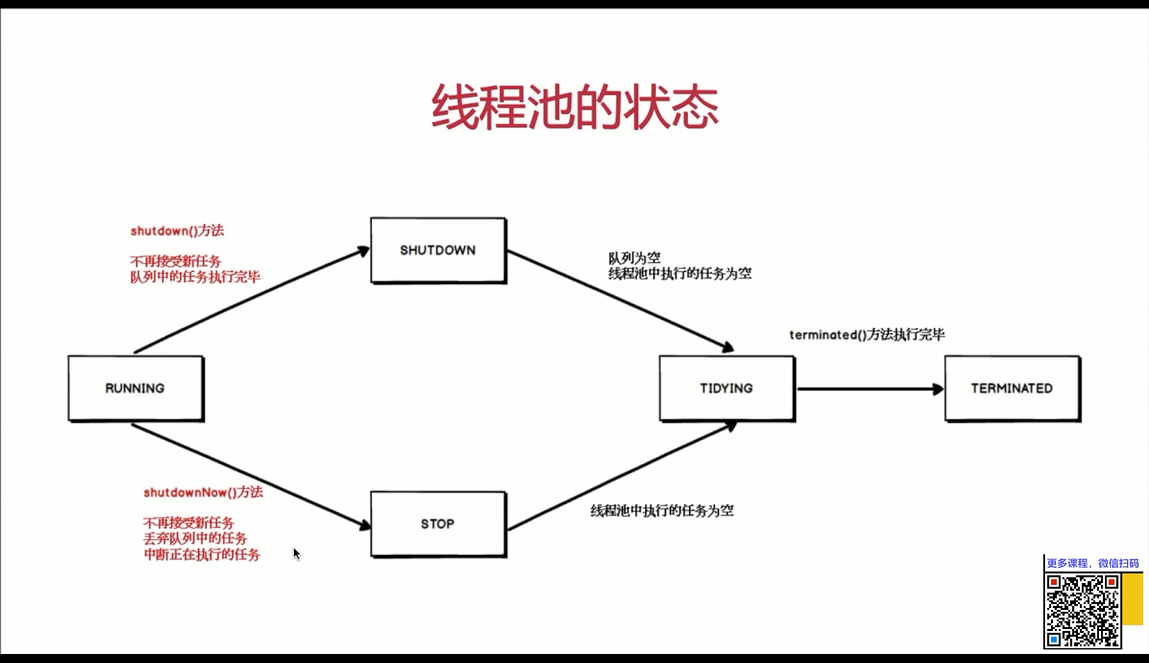 线程池的状态
shutdown()方法
不再接受新任务
队列中的任务执行完毕
SHUTDOWN
队列为空
线程池中执行的任务为空
terminated()方法执行完毕
RUNNING
TIDYING
TERMINATED
shutdownNow()方法
不再接受新任务
丢弃队列中的任务
中断正在执行的任务
STOP
线程池中执行的任务为空
更多课程，微信扫码